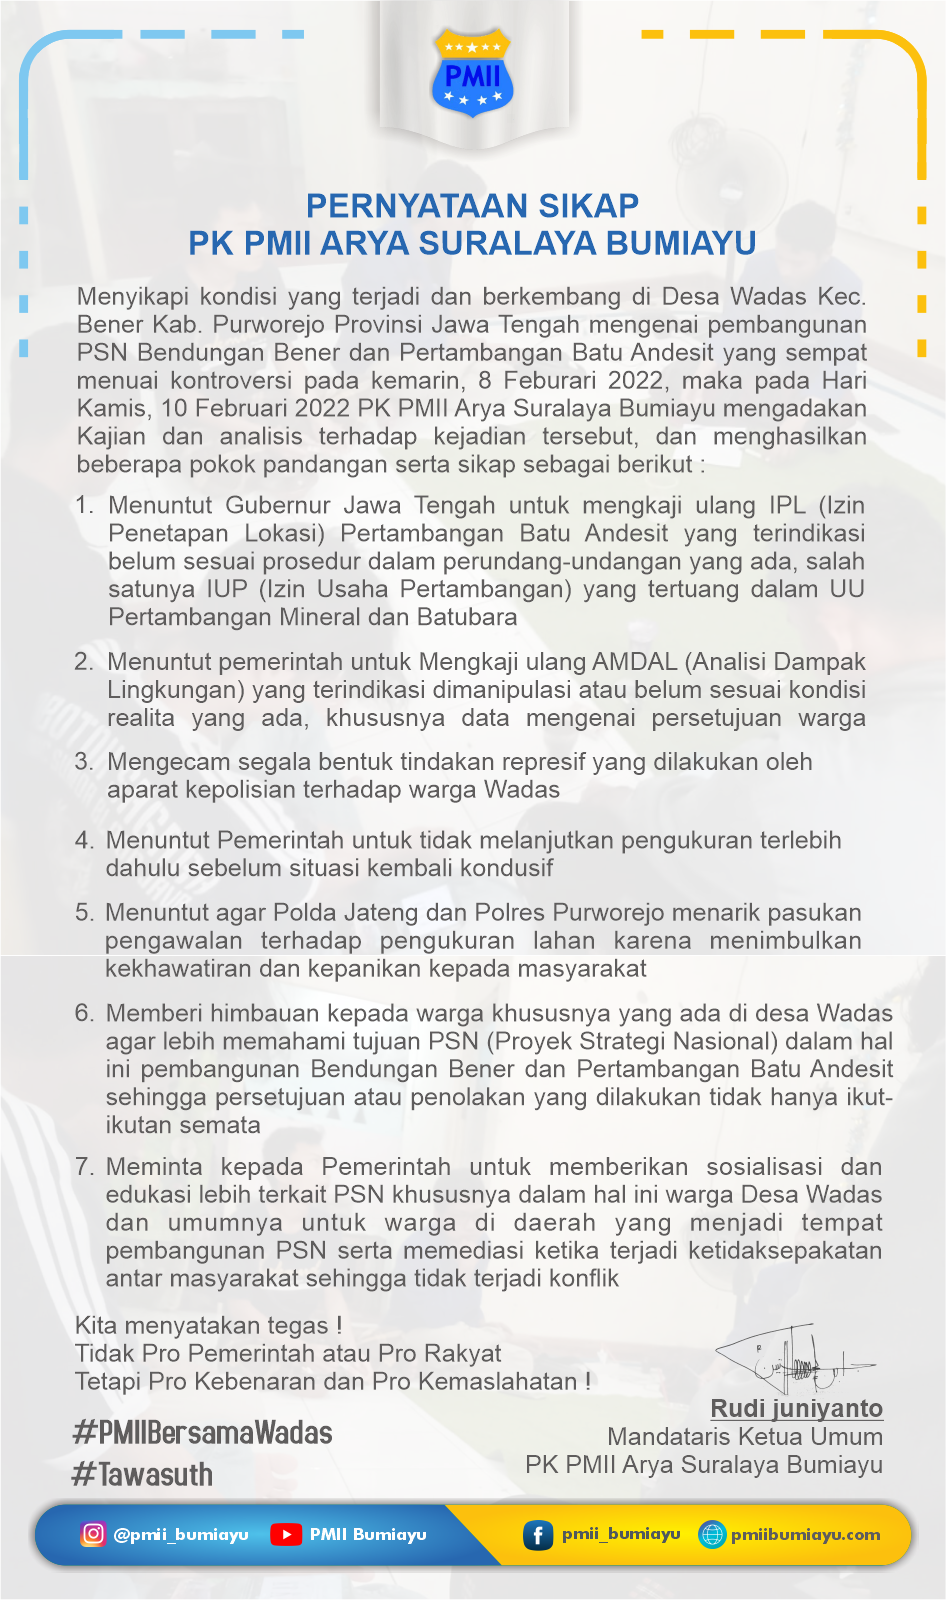 PMII
PERNYATAAN SIKAP
PK PMII ARYA SURALAYA BUMIAYU
Menyikapi kondisi yang terjadi dan berkembang di Desa Wadas Kec.
Bener Kab. Purworejo Provinsi Jawa Tengah mengenai pembangunan
PSN Bendungan Bener dan Pertambangan Batu Andesit yang sempat
menuai kontroversi pada kemarin, 8 Feburari 2022, maka pada Hari
Kamis, 10 Februari 2022 PK PMII Arya Suralaya Bumiayu mengadakan
Kajian dan analisis terhadap kejadian tersebut, dan menghasilkan
beberapa pokok pandangan serta sikap sebagai berikut :
1. Menuntut Gubernur Jawa Tengah untuk mengkaji ulang IPL (Izin
Penetapan Lokasi) Pertambangan Batu Andesit yang terindikasi
belum sesuai prosedur dalam perundang-undangan yang ada, salah
satunya IUP (Izin Usaha Pertambangan) yang tertuang dalam UU
Pertambangan Mineral dan Batubara
2. Menuntut pemerintah untuk Mengkaji ulang AMDAL (Analisi Dampak
Lingkungan) yang terindikasi dimanipulasi atau belum sesuai kondisi
realita yang ada, khususnya data mengenai persetujuan warga
3. Mengecam segala bentuk tindakan represif yang dilakukan oleh
aparat kepolisian terhadap warga Wadas
4. Menuntut Pemerintah untuk tidak melanjutkan pengukuran terlebih
dahulu sebelum situasi kembali kondusif
5. Menuntut agar Polda Jateng dan Polres Purworejo menarik pasukan
pengawalan terhadap pengukuran lahan karena menimbulkan
kekhawatiran dan kepanikan kepada masyarakat
6. Memberi himbauan kepada warga khususnya yang ada di desa Wadas
agar lebih memahami tujuan PSN (Proyek Strategi Nasional) dalam hal
ini pembangunan Bendungan Bener dan Pertambangan Batu Andesit
sehingga persetujuan atau penolakan yang dilakukan tidak hanya ikut-
ikutan semata
7. Meminta kepada Pemerintah untuk memberikan sosialisasi dan
edukasi lebih terkait PSN khususnya dalam hal ini warga Desa Wadas
dan umumnya untuk warga di daerah yang menjadi tempat
pembangunan PSN serta memediasi ketika terjadi ketidaksepakatan
antar masyarakat sehingga tidak terjadi konflik
Kita menyatakan tegas !
Tidak Pro Pemerintah atau Pro Rakyat
Tetapi Pro Kebenaran dan Pro Kemaslahatan !
#PMIIBersamaWadas
#Tawasuth
Rudi juniyanto
Mandataris Ketua Umum
PK PMII Arya Suralaya Bumiayu
@pmii_bumiayu PMII Bumiayu pmii_bumiayu pmiibumiayu.com